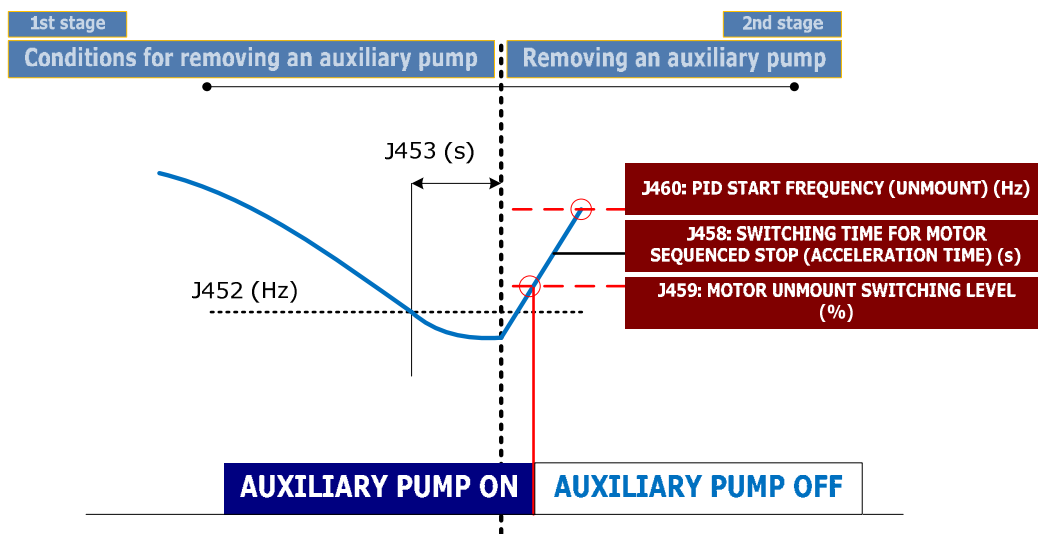 1st stage
2nd stage
Conditions for removing an auxiliary pump
Removing an auxiliary pump
J453 (s)
J460: PID START FREQUENCY (UNMOUNT) (Hz)
J458: SWITCHING TIME FOR MOTOR
SEQUENCED STOP (ACCELERATION TIME) (s)
J452 (Hz)
J459: MOTOR UNMOUNT SWITCHING LEVEL
(%)
AUXILIARY PUMP ON
AUXILIARY PUMP OFF